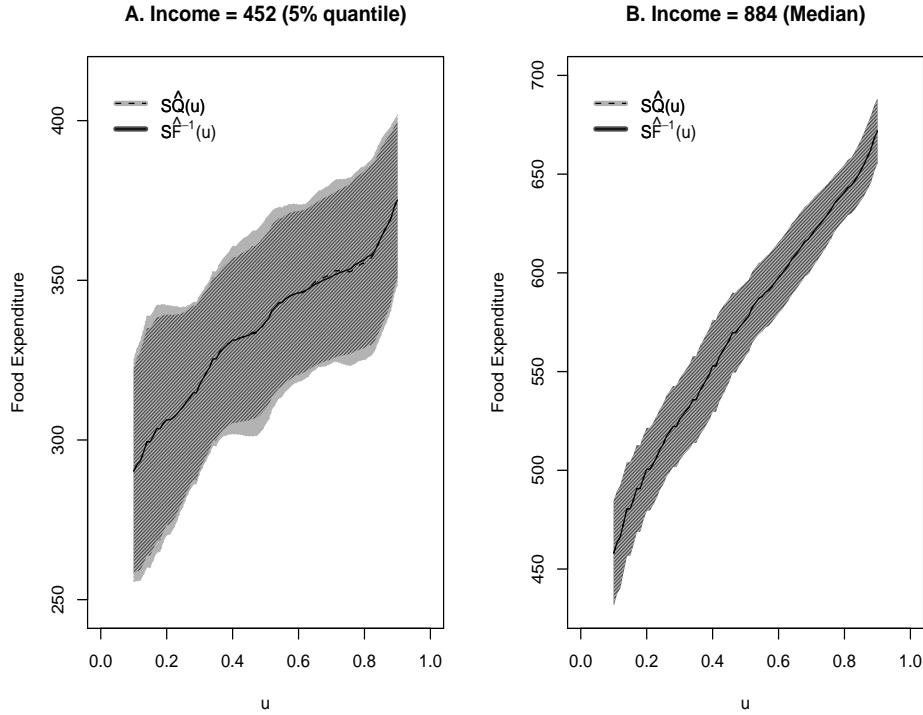 A. Income = 452 (5% quantile)
SQ̂(u)
SF̂⁻¹(u)
Food Expenditure
400
350
300
250
0.0 0.2 0.4 0.6 0.8 1.0
u
B. Income = 884 (Median)
SQ̂(u)
SF̂⁻¹(u)
Food Expenditure
700
650
600
550
500
450
0.0 0.2 0.4 0.6 0.8 1.0
u